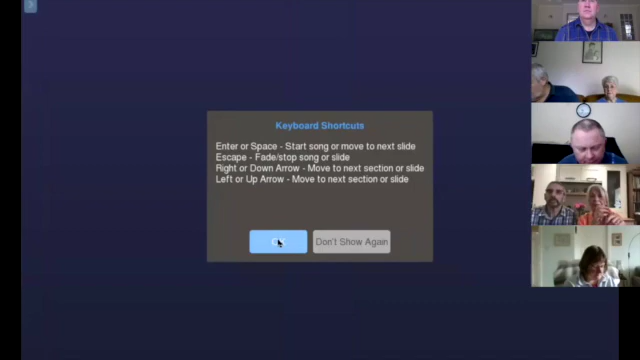 Keyboard Shortcuts
Enter or Space - Start song or move to next slide
Escape - Fade/stop song or slide
Right or Down Arrow - Move to next section or slide
Left or Up Arrow - Move to next section or slide
Don't Show Again